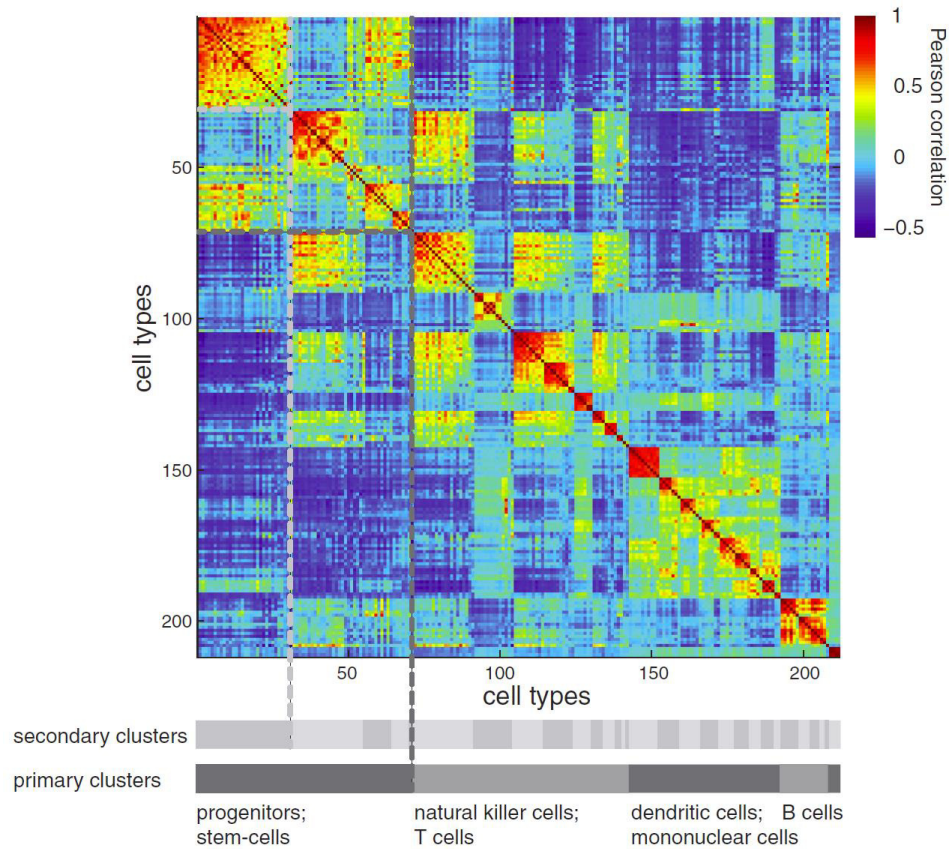 1
0.5
0
−0.5
Pearson correlation
50
100
150
200
cell types
50
100
150
200
cell types
secondary clusters
primary clusters
progenitors;
stem-cells
natural killer cells;
T cells
dendritic cells;
mononuclear cells
B cells